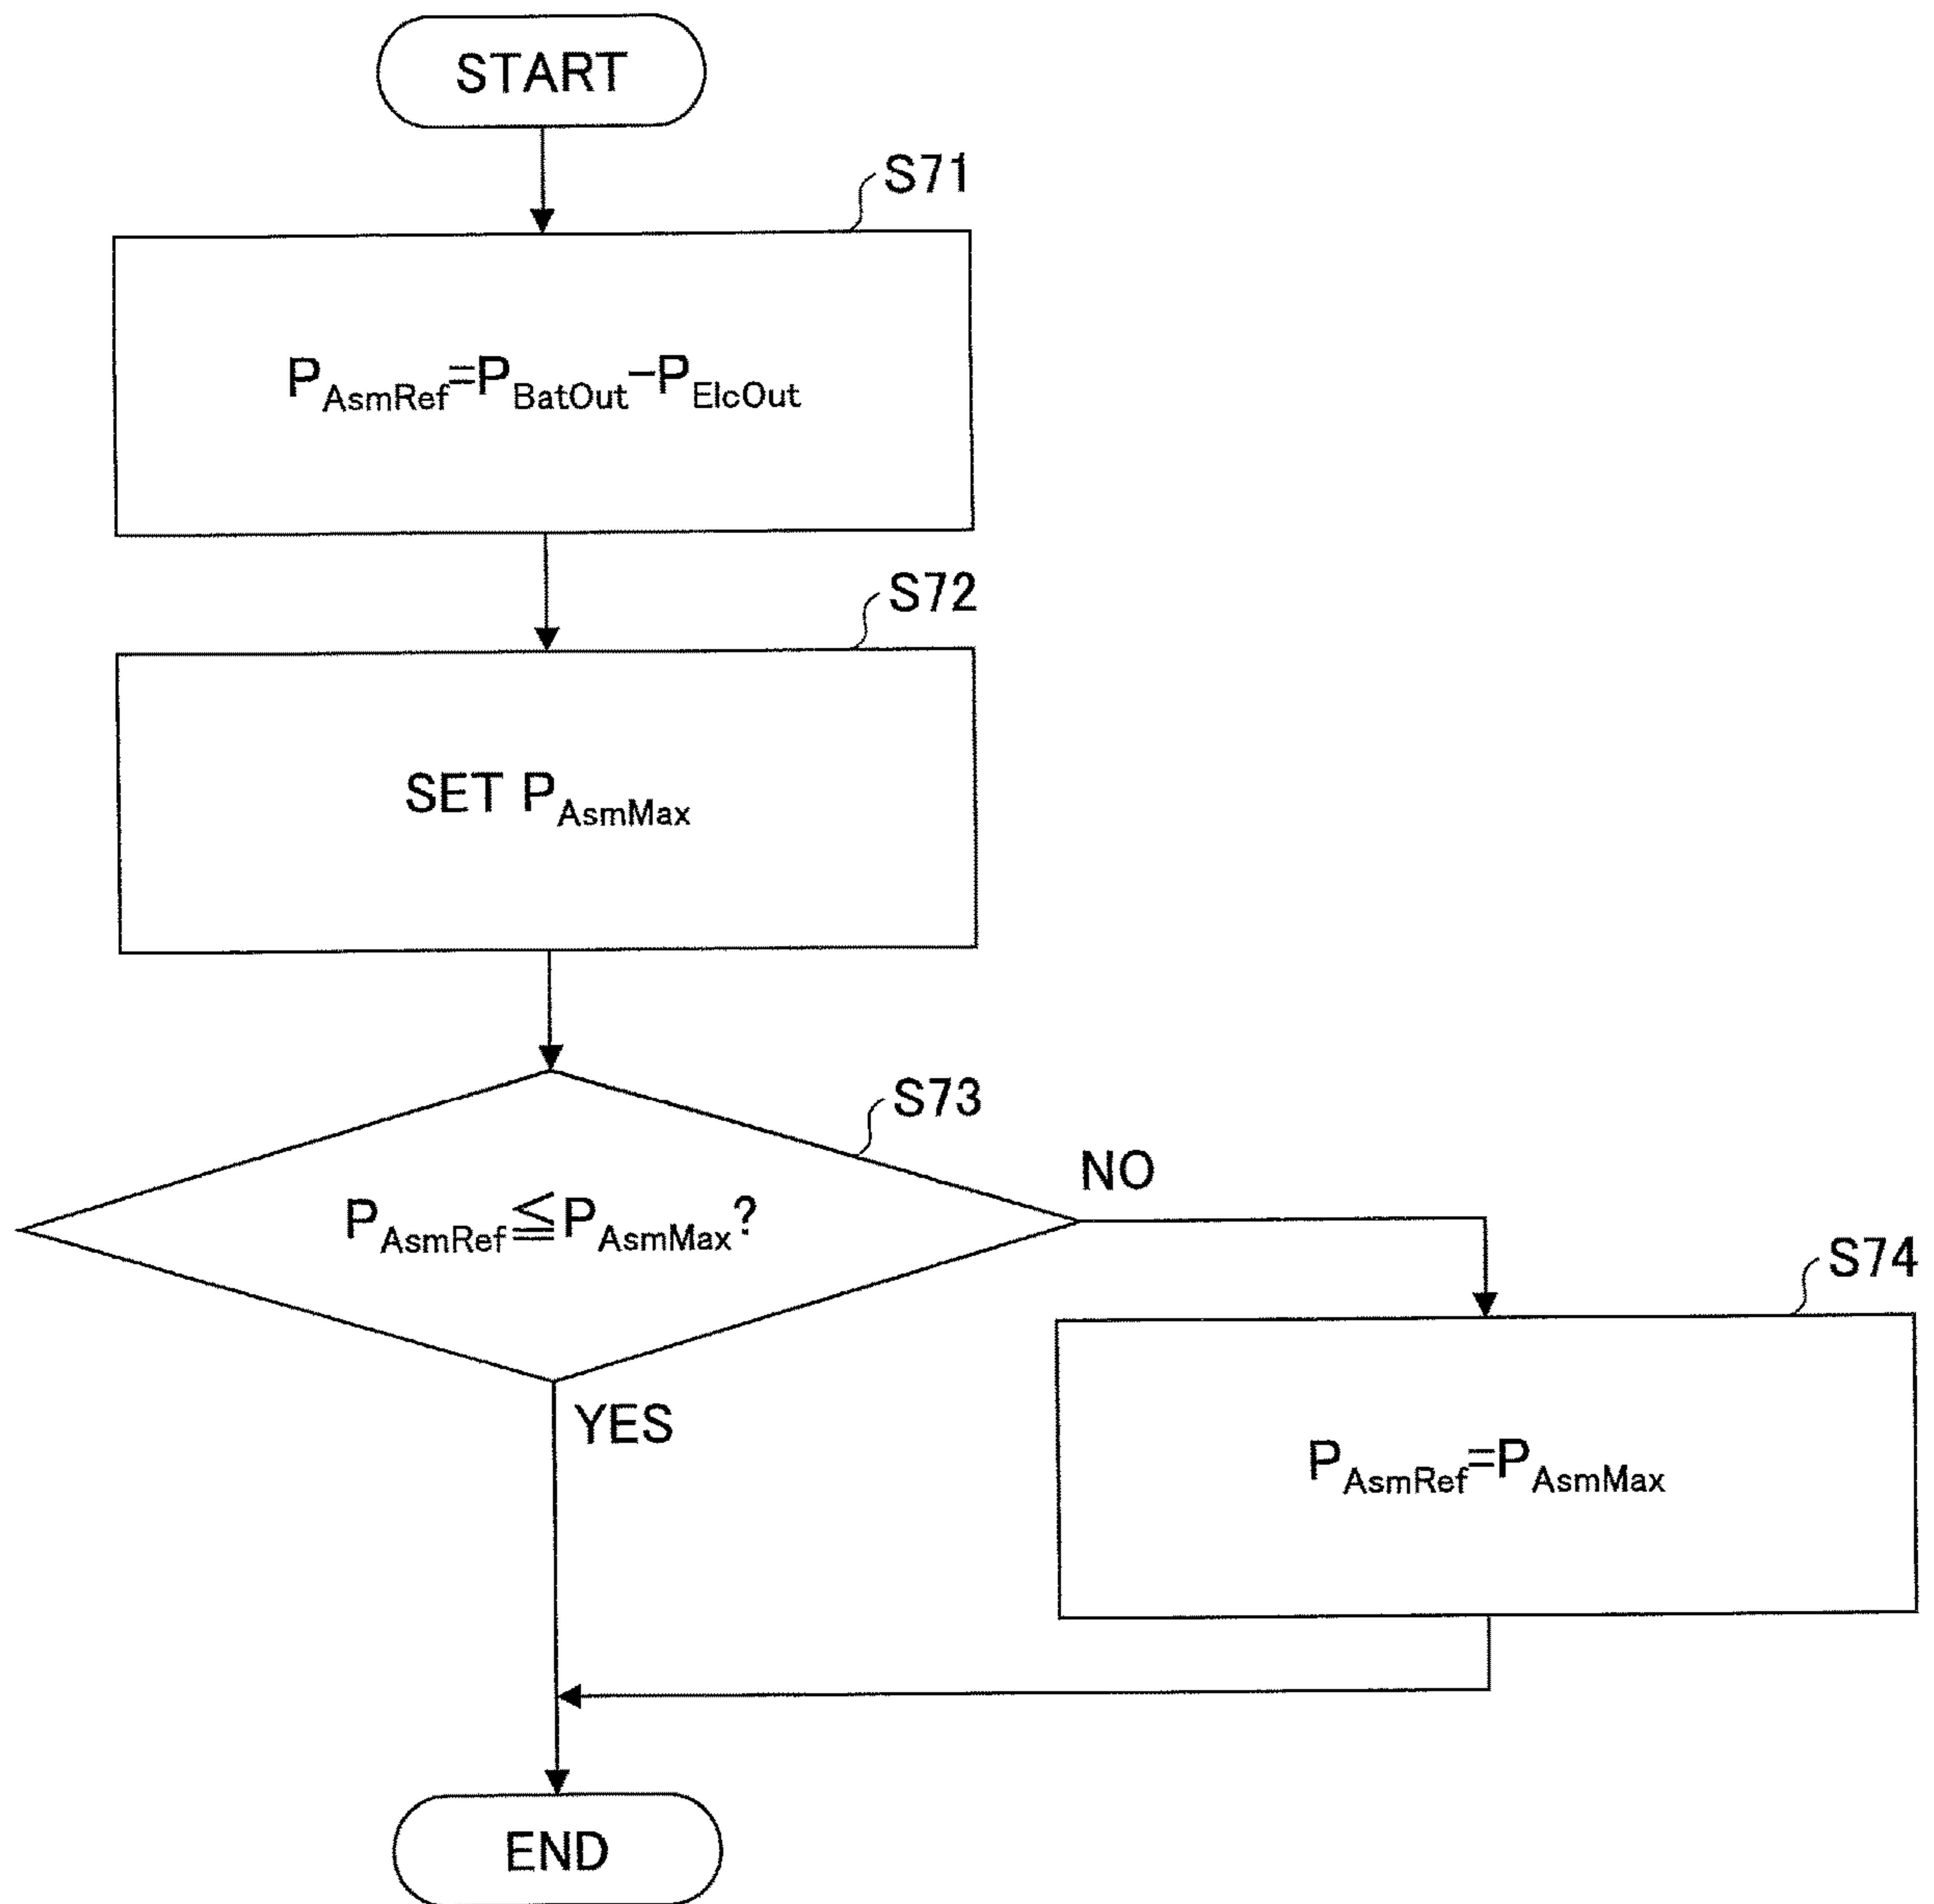 START
S71
P_AsmRef=P_BatOut-P_ElcOut
S72
SET P_AsmMax
S73
P_AsmRef≦P_AsmMax?
NO
S74
YES
P_AsmRef=P_AsmMax
END